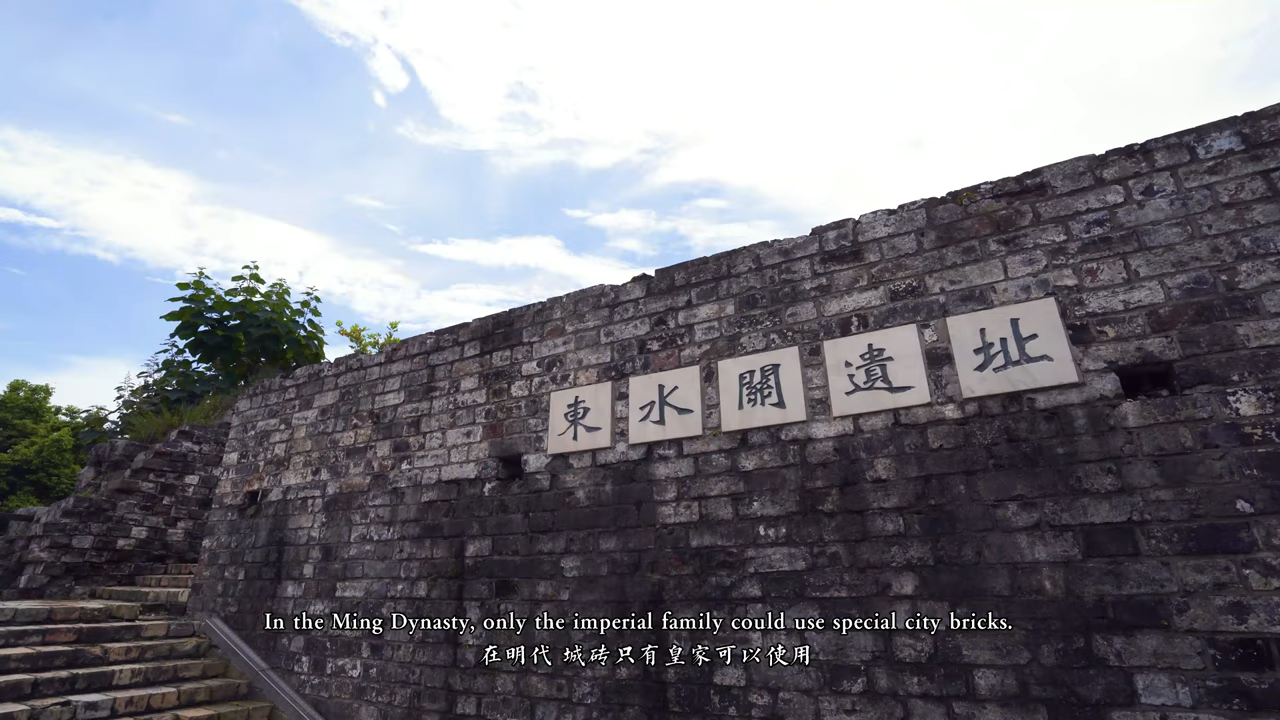 東水關遺址
In the Ming Dynasty, only the imperial family could use special city bricks.
在明代 城砖只有皇家可以使用